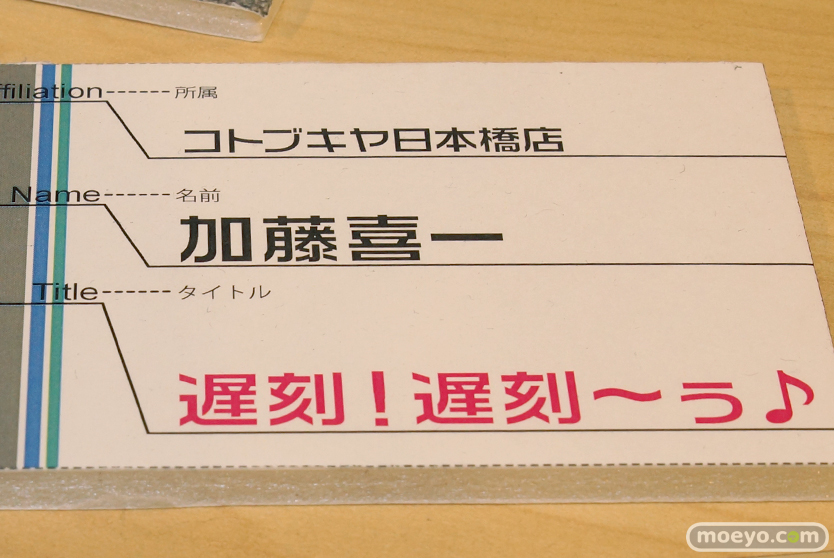 ffiliation------所属
コトブキヤ日本橋店
Name------名前
加藤喜一
Title------タイトル
遅刻！遅刻～ぅ♪
moeyo.com